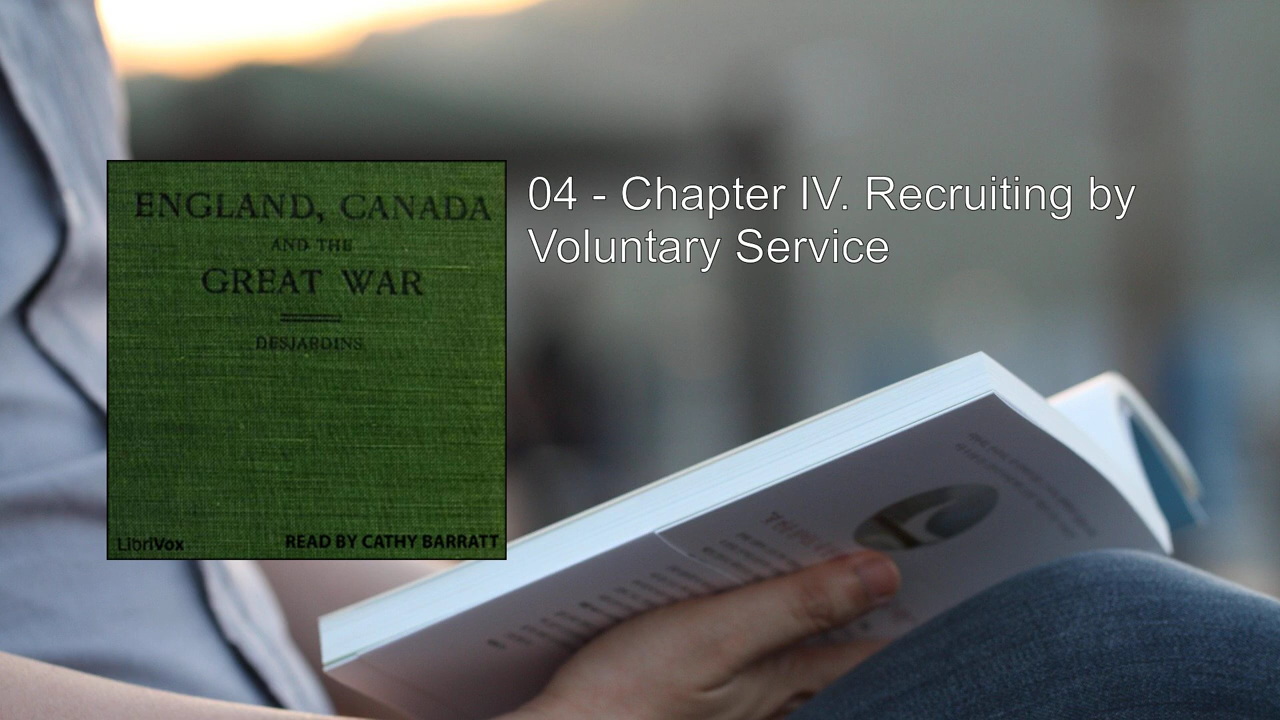 ENGLAND, CANADA
AND THE
GREAT WAR
DESJARDINS
LibriVox
READ BY CATHY BARRATT
04 - Chapter IV. Recruiting by
Voluntary Service